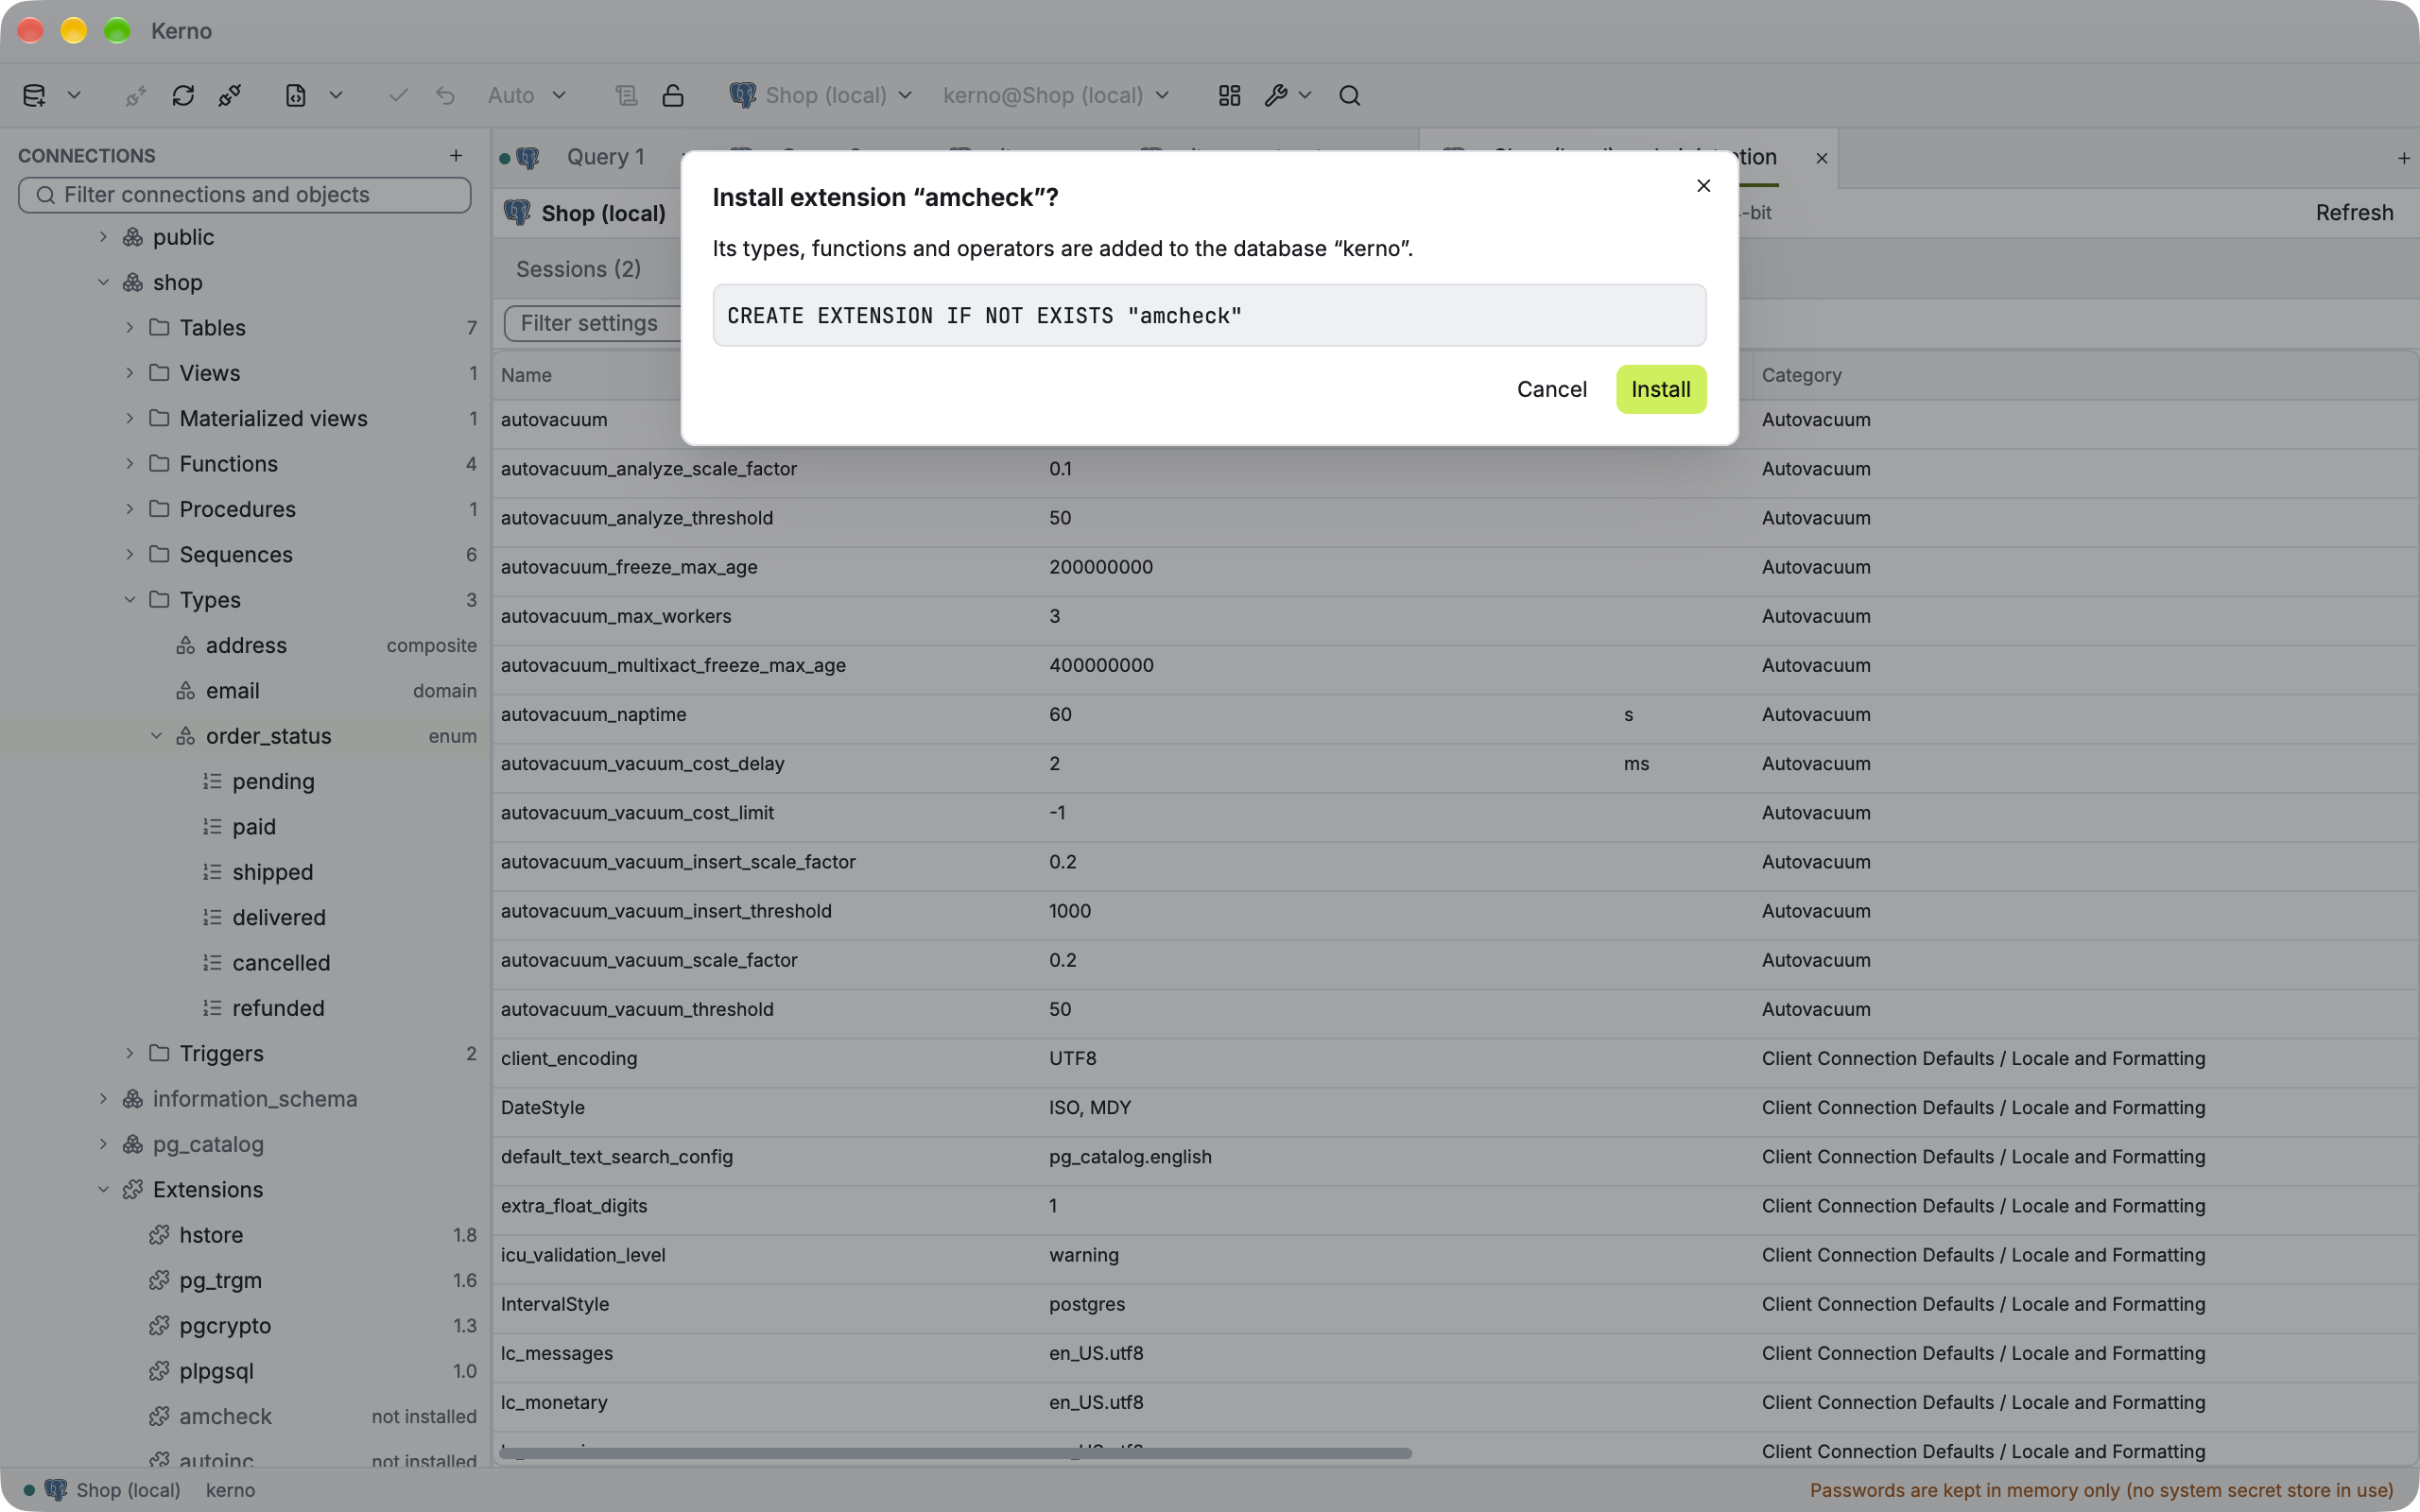 Kerno
Auto
Shop (local)
kerno@Shop (local)
CONNECTIONS
Filter connections and objects
public
shop
Tables 7
Views 1
Materialized views 1
Functions 4
Procedures 1
Sequences 6
Types 3
address composite
email domain
order_status enum
pending
paid
shipped
delivered
cancelled
refunded
Triggers 2
information_schema
pg_catalog
Extensions
hstore 1.8
pg_trgm 1.6
pgcrypto 1.3
plpgsql 1.0
amcheck not installed
autoinc not installed
Query 1
Shop (local)
-bit
Refresh
Sessions (2)
Filter settings
Install extension “amcheck”?
Its types, functions and operators are added to the database “kerno”.
CREATE EXTENSION IF NOT EXISTS "amcheck"
Cancel Install
Name Category
autovacuum Autovacuum
autovacuum_analyze_scale_factor 0.1 Autovacuum
autovacuum_analyze_threshold 50 Autovacuum
autovacuum_freeze_max_age 200000000 Autovacuum
autovacuum_max_workers 3 Autovacuum
autovacuum_multixact_freeze_max_age 400000000 Autovacuum
autovacuum_naptime 60 s Autovacuum
autovacuum_vacuum_cost_delay 2 ms Autovacuum
autovacuum_vacuum_cost_limit -1 Autovacuum
autovacuum_vacuum_insert_scale_factor 0.2 Autovacuum
autovacuum_vacuum_insert_threshold 1000 Autovacuum
autovacuum_vacuum_scale_factor 0.2 Autovacuum
autovacuum_vacuum_threshold 50 Autovacuum
client_encoding UTF8 Client Connection Defaults / Locale and Formatting
DateStyle ISO, MDY Client Connection Defaults / Locale and Formatting
default_text_search_config pg_catalog.english Client Connection Defaults / Locale and Formatting
extra_float_digits 1 Client Connection Defaults / Locale and Formatting
icu_validation_level warning Client Connection Defaults / Locale and Formatting
IntervalStyle postgres Client Connection Defaults / Locale and Formatting
lc_messages en_US.utf8 Client Connection Defaults / Locale and Formatting
lc_monetary en_US.utf8 Client Connection Defaults / Locale and Formatting
Client Connection Defaults / Locale and Formatting
Shop (local) kerno
Passwords are kept in memory only (no system secret store in use)